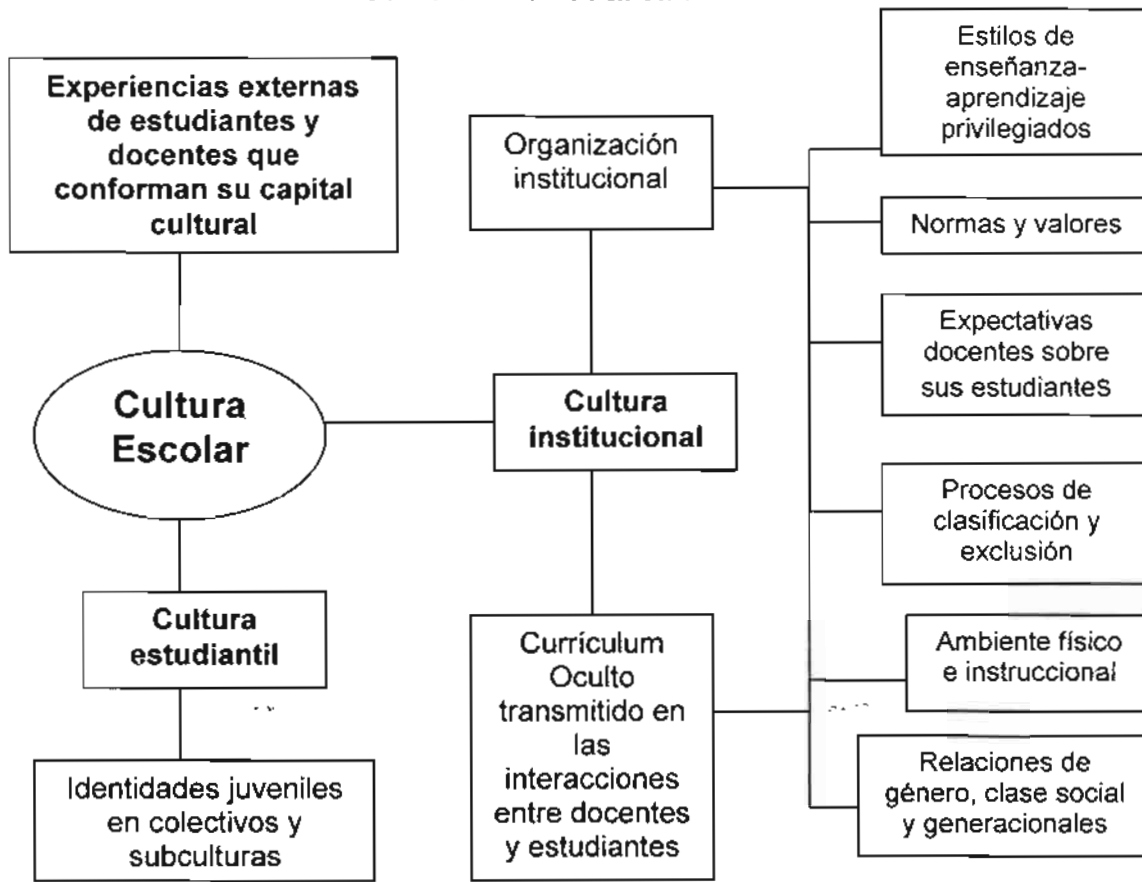 Experiencias externas
de estudiantes y
docentes que
conforman su capital
cultural
Cultura
Escolar
Cultura
estudiantil
Identidades juveniles
en colectivos y
subculturas
Organización
institucional
Cultura
institucional
Currículum
Oculto
transmitido en
las
interacciones
entre docentes
y estudiantes
Estilos de
enseñanza-
aprendizaje
privilegiados
Normas y valores
Expectativas
docentes sobre
sus estudiantes
Procesos de
clasificación y
exclusión
Ambiente físico
e instruccional
Relaciones de
género, clase social
y generacionales